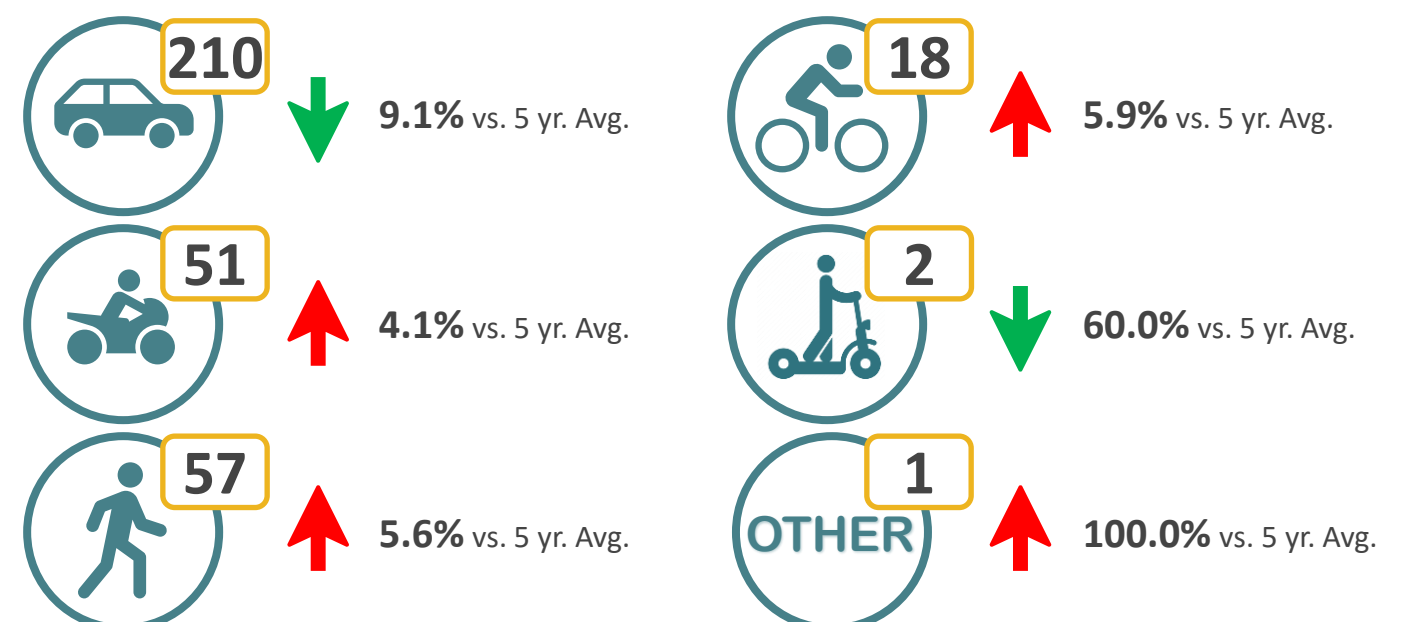 210
9.1% vs. 5 yr. Avg.
18
5.9% vs. 5 yr. Avg.
51
4.1% vs. 5 yr. Avg.
2
60.0% vs. 5 yr. Avg.
57
5.6% vs. 5 yr. Avg.
1
OTHER
100.0% vs. 5 yr. Avg.